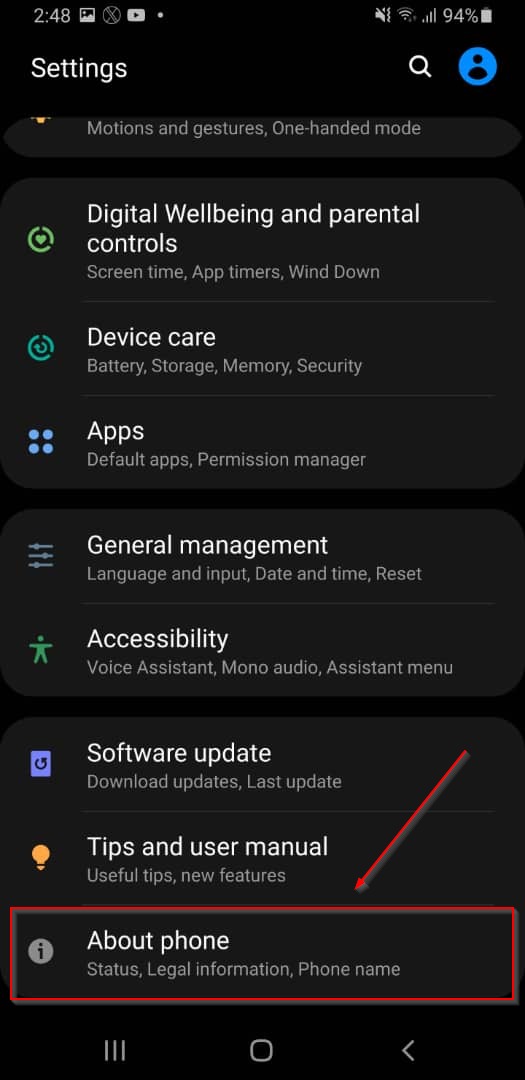 2:48 94%
Settings
Motions and gestures, One-handed mode
Digital Wellbeing and parental
controls
Screen time, App timers, Wind Down
Device care
Battery, Storage, Memory, Security
Apps
Default apps, Permission manager
General management
Language and input, Date and time, Reset
Accessibility
Voice Assistant, Mono audio, Assistant menu
Software update
Download updates, Last update
Tips and user manual
Useful tips, new features
About phone
Status, Legal information, Phone name